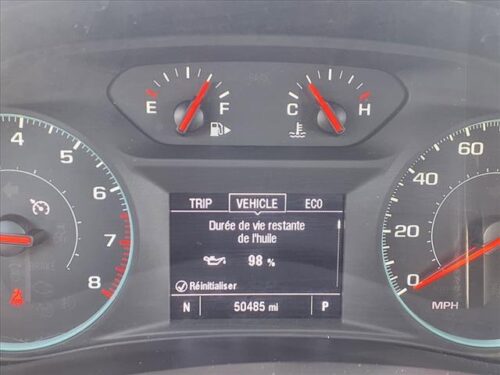 E F
C H
4 5 6 7 8
TRIP VEHICLE ECO
Durée de vie restante
de l'huile
98 %
Réinitialiser
N 50485 mi P
80 60 40 20 0
MPH